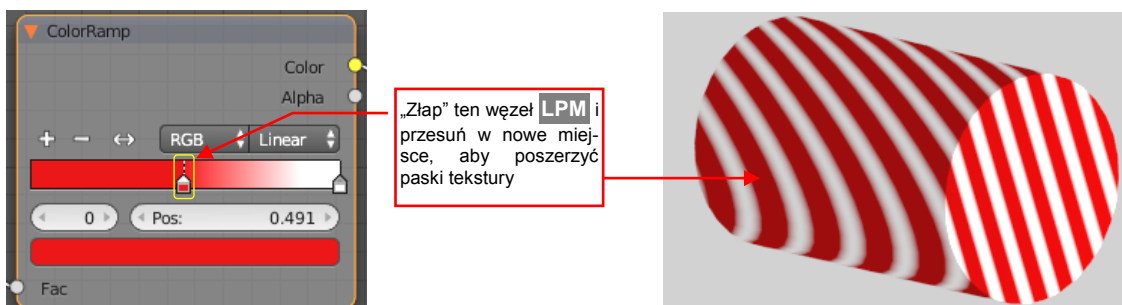 ColorRamp
Color
Alpha
RGB Linear
0 Pos: 0.491
Fac
„Złap” ten węzeł LPM i
przesuń w nowe miej-
sce, aby poszerzyć
paski tekstury